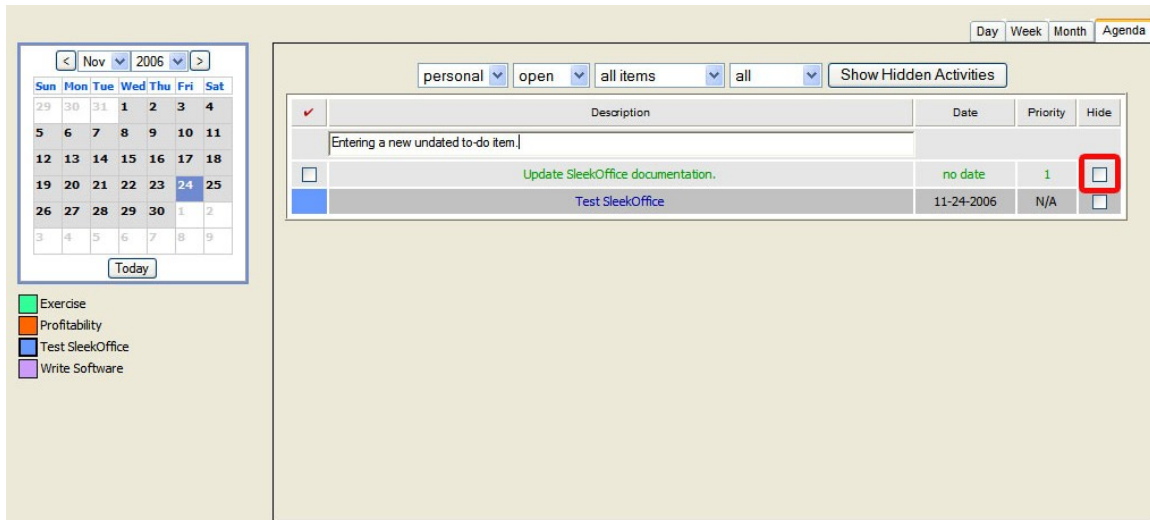 Day Week Month Agenda
< Nov 2006 >
Sun Mon Tue Wed Thu Fri Sat
29 30 31 1 2 3 4
5 6 7 8 9 10 11
12 13 14 15 16 17 18
19 20 21 22 23 24 25
26 27 28 29 30 1 2
3 4 5 6 7 8 9
Today
Exercise
Profitability
Test SleekOffice
Write Software
personal open all items all Show Hidden Activities
✔ Description Date Priority Hide
Entering a new undated to-do item.
Update SleekOffice documentation. no date 1
Test SleekOffice 11-24-2006 N/A